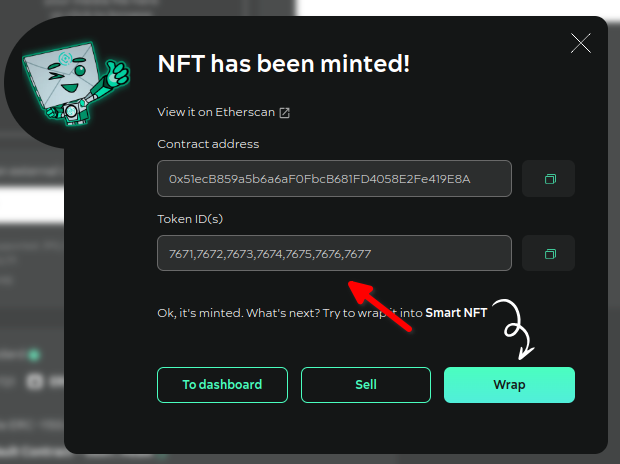 NFT has been minted!
View it on Etherscan
Contract address
0x51ecB859a5b6a6aF0FbcB681FD4058E2Fe419E8A
Token ID(s)
7671,7672,7673,7674,7675,7676,7677
Ok, it's minted. What's next? Try to wrap it into Smart NFT
To dashboard
Sell
Wrap